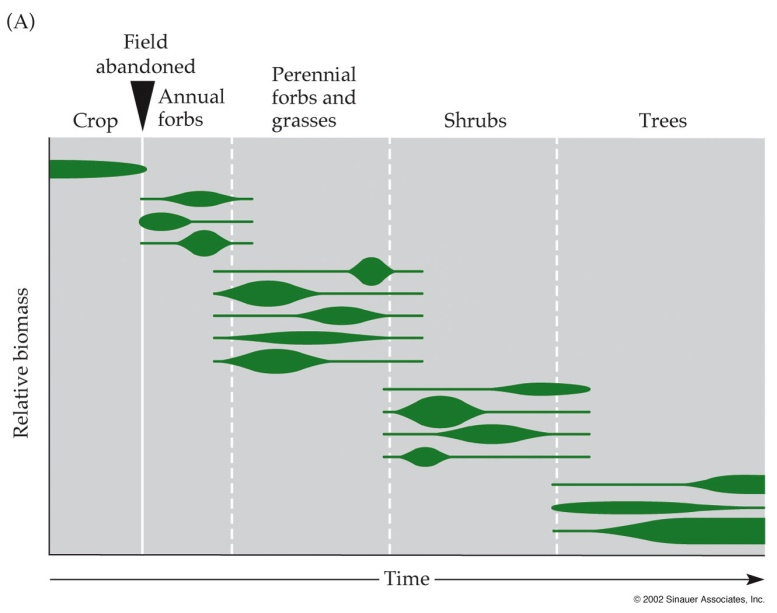 (A)
Field
abandoned
Crop
Annual
forbs
Perennial
forbs and
grasses
Shrubs
Trees
Relative biomass
Time
© 2002 Sinauer Associates, Inc.